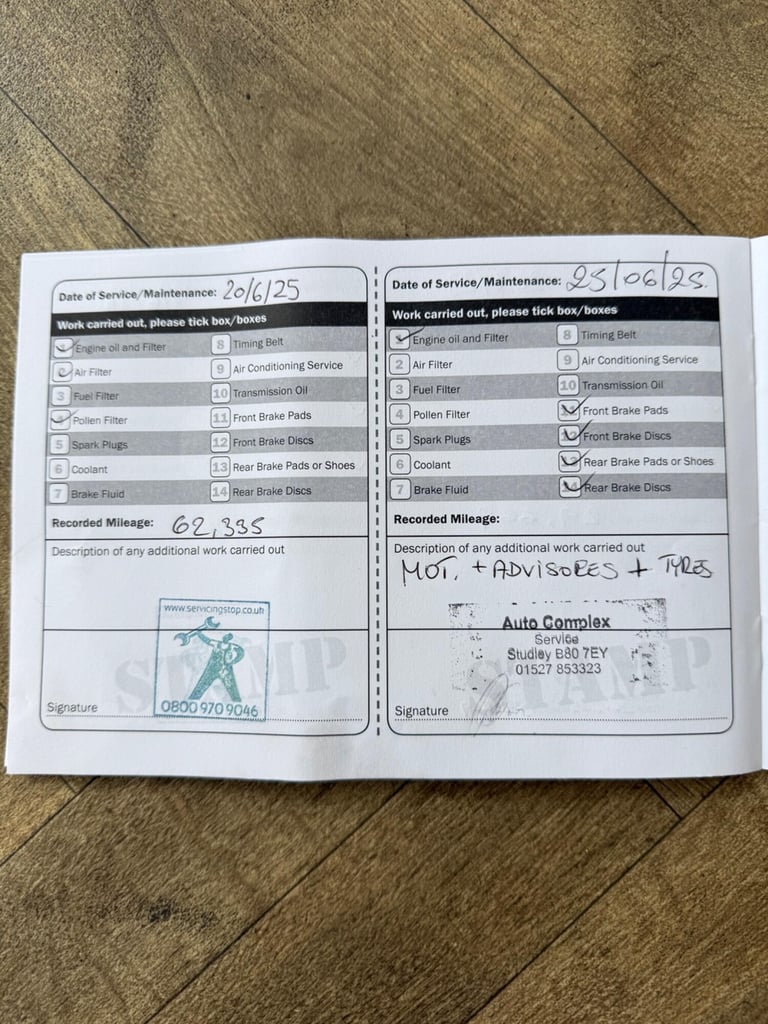 Date of Service/Maintenance: 20/6/25
Work carried out, please tick box/boxes
Engine oil and Filter
8 Timing Belt
Air Filter
9 Air Conditioning Service
3 Fuel Filter
10 Transmission Oil
Pollen Filter
11 Front Brake Pads
5 Spark Plugs
12 Front Brake Discs
6 Coolant
13 Rear Brake Pads or Shoes
7 Brake Fluid
14 Rear Brake Discs
Recorded Mileage: 62,335
Description of any additional work carried out
www.servicingstop.co.uk
STAMP
0800 970 9046
Signature
Date of Service/Maintenance: 25/06/25.
Work carried out, please tick box/boxes
Engine oil and Filter
8 Timing Belt
2 Air Filter
9 Air Conditioning Service
3 Fuel Filter
10 Transmission Oil
4 Pollen Filter
Front Brake Pads
5 Spark Plugs
Front Brake Discs
6 Coolant
Rear Brake Pads or Shoes
7 Brake Fluid
14 Rear Brake Discs
Recorded Mileage:
Description of any additional work carried out
MOT, + ADVISORES + TYRES
Auto Complex
Service
Studley B80 7EY
01527 853323
STAMP
Signature